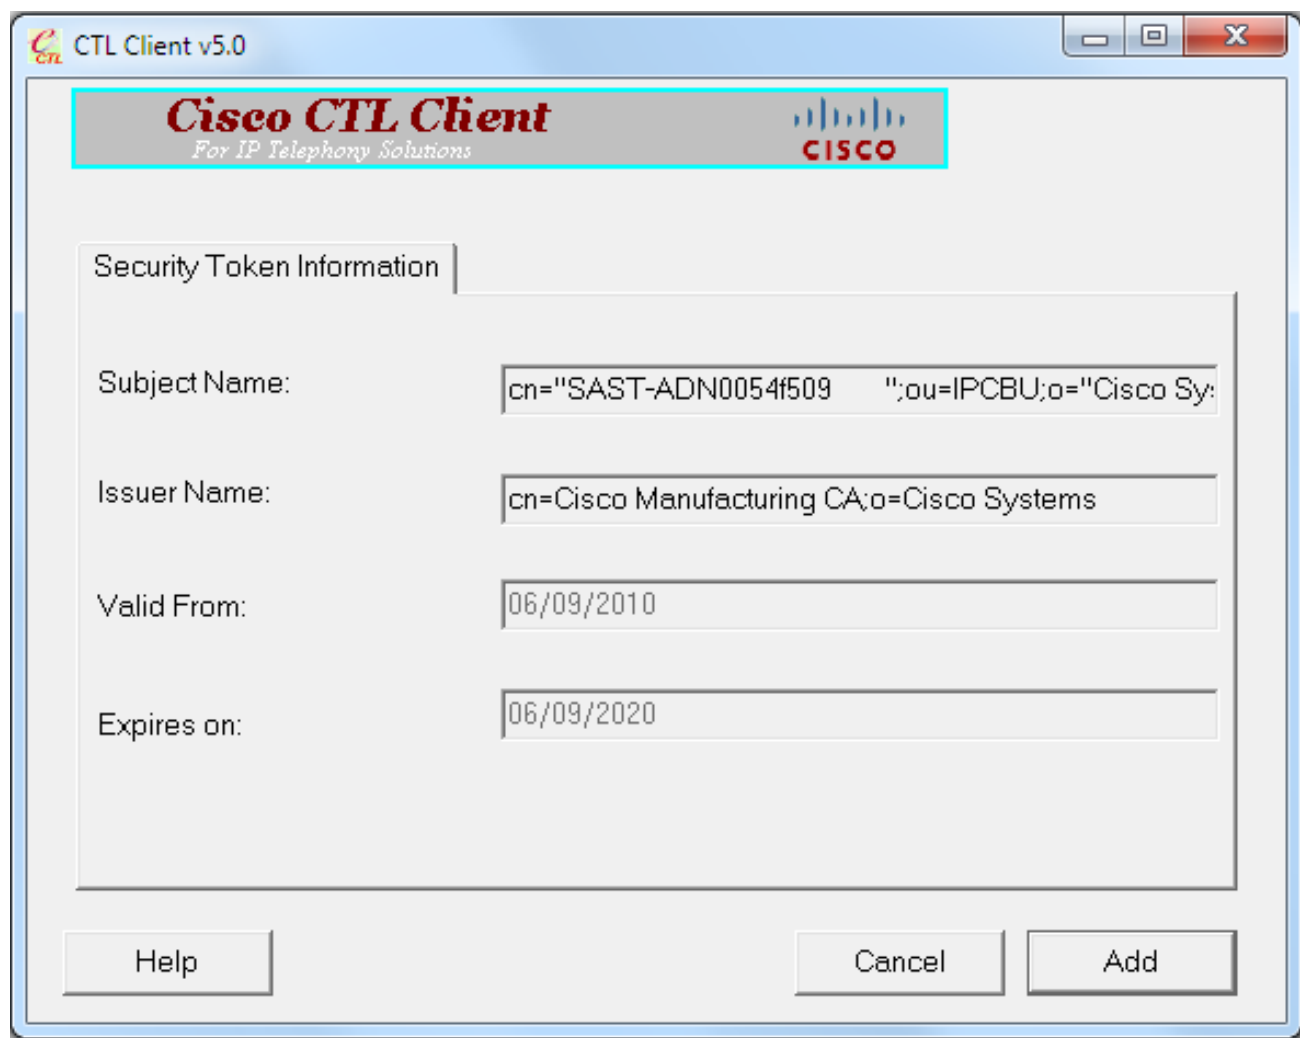 CTL Client v5.0
Cisco CTL Client
For IP Telephony Solutions
CISCO
Security Token Information
Subject Name: cn="SAST-ADN0054f509 ";ou=IPCBU;o="Cisco Sys
Issuer Name: cn=Cisco Manufacturing CA;o=Cisco Systems
Valid From: 06/09/2010
Expires on: 06/09/2020
Help Cancel Add